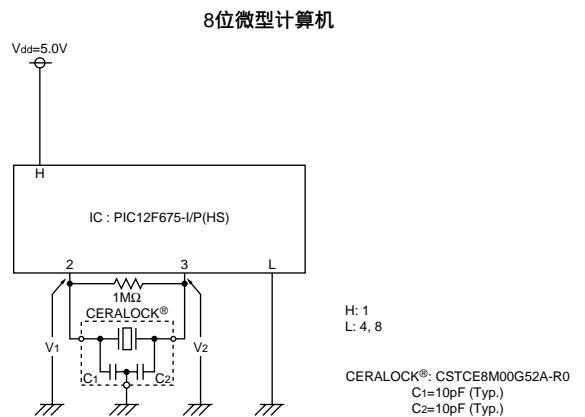 8位微型计算机
Vdd=5.0V
H
IC : PIC12F675-I/P(HS)
2 3 L
1MΩ
CERALOCK®
V1 V2
C1 C2
H: 1
L: 4, 8
CERALOCK®: CSTCE8M00G52A-R0
C1=10pF (Typ.)
C2=10pF (Typ.)